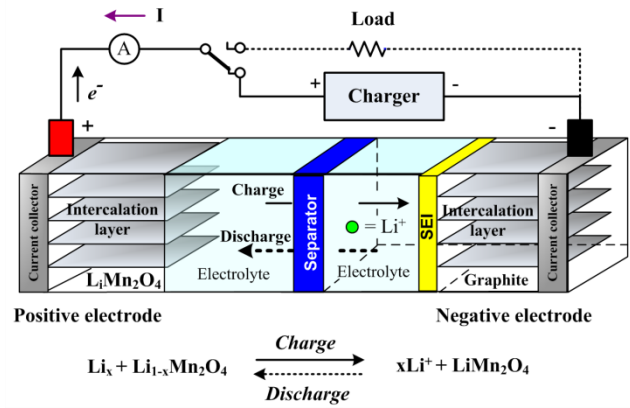 I
Load
A
e-
+ Charger -
+
-
Current collector
Intercalation
layer
LiMn2O4
Charge
Discharge
Electrolyte
Separator
= Li+
Electrolyte
SEI
Intercalation
layer
Graphite
Current collector
Positive electrode
Negative electrode
Charge
Lix + Li1-xMn2O4
xLi+ + LiMn2O4
Discharge